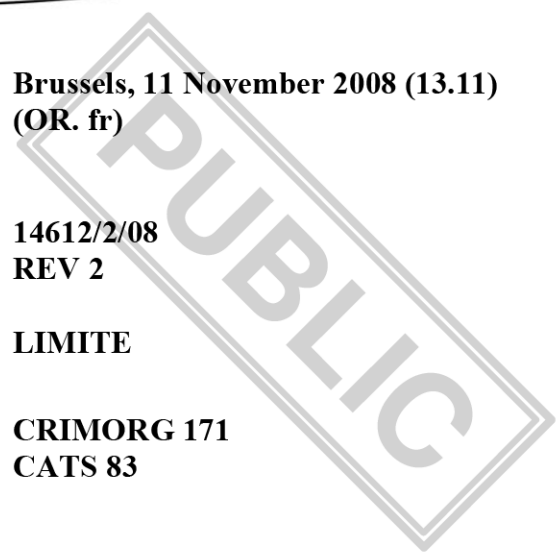 Brussels, 11 November 2008 (13.11)
(OR. fr)
14612/2/08
REV 2
LIMITE
CRIMORG 171
CATS 83
PUBLIC